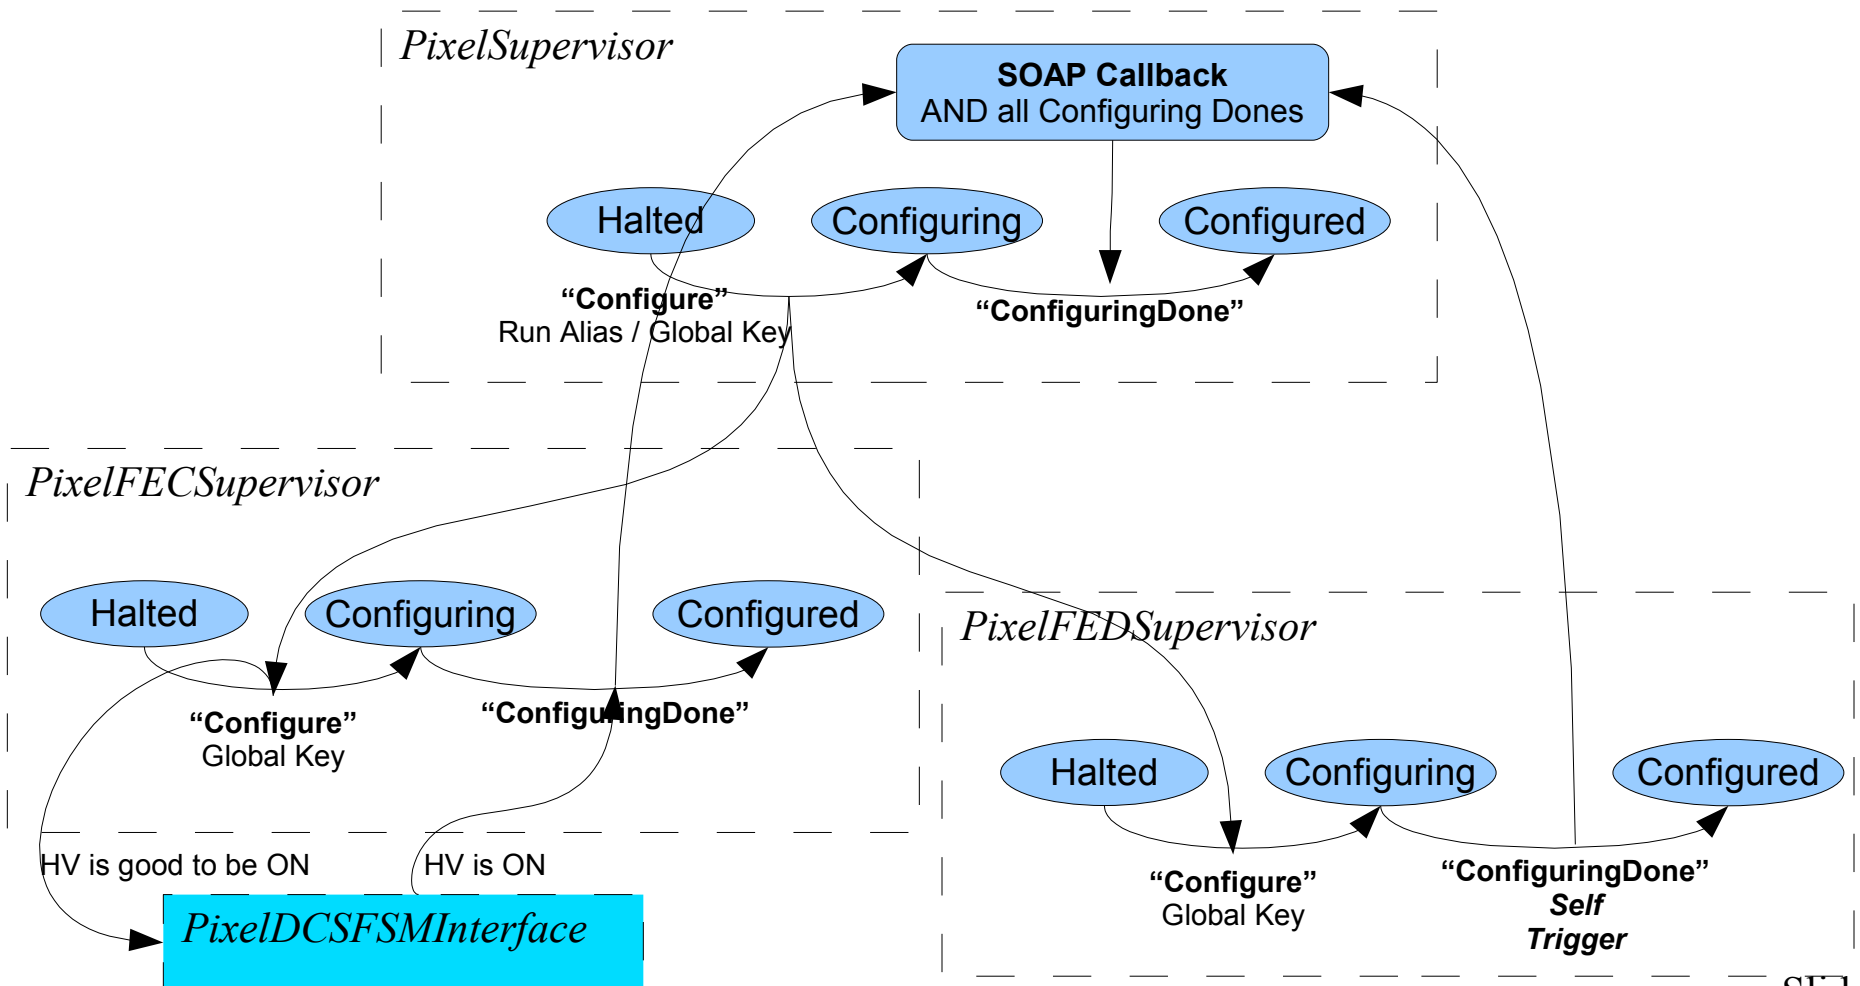 PixelSupervisor
SOAP Callback
AND all Configuring Dones
Halted
Configuring
Configured
“Configure”
Run Alias / Global Key
“ConfiguringDone”
PixelFECSupervisor
Halted
Configuring
Configured
“Configure”
Global Key
“ConfiguringDone”
HV is good to be ON
HV is ON
PixelDCSFSMInterface
PixelFEDSupervisor
Halted
Configuring
Configured
“Configure”
Global Key
“ConfiguringDone”
Self
Trigger